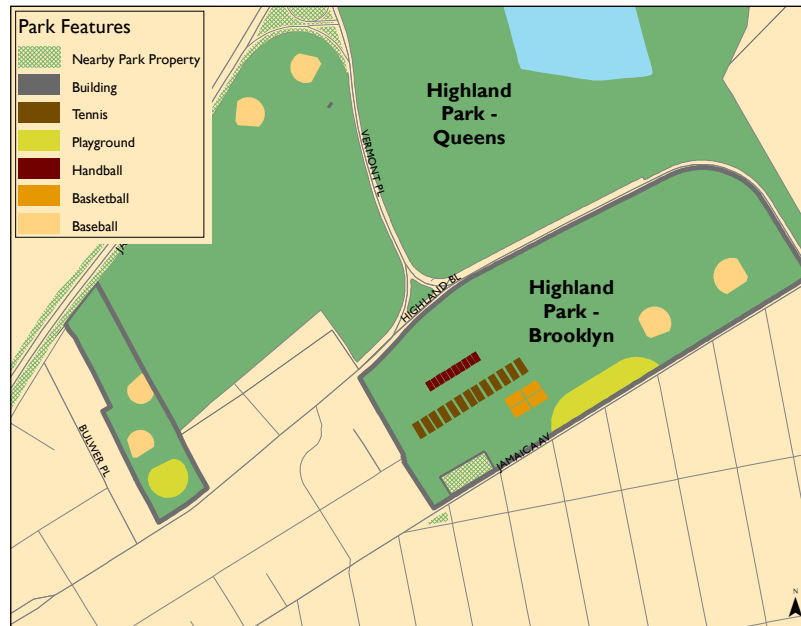 Park Features
Nearby Park Property
Building
Tennis
Playground
Handball
Basketball
Baseball
Highland
Park -
Queens
VERMONT PL
HIGHLAND BL
Highland
Park -
Brooklyn
BULWER PL
JAMAICA AV
N